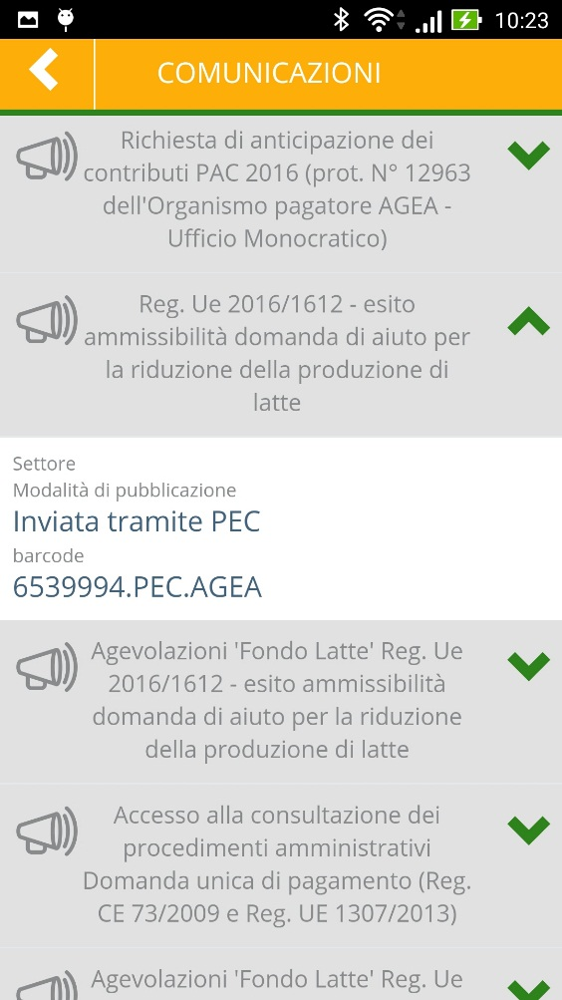 10:23
COMUNICAZIONI
Richiesta di anticipazione dei
contributi PAC 2016 (prot. N° 12963
dell'Organismo pagatore AGEA -
Ufficio Monocratico)
Reg. Ue 2016/1612 - esito
ammissibilità domanda di aiuto per
la riduzione della produzione di
latte
Settore
Modalità di pubblicazione
Inviata tramite PEC
barcode
6539994.PEC.AGEA
Agevolazioni 'Fondo Latte' Reg. Ue
2016/1612 - esito ammissibilità
domanda di aiuto per la riduzione
della produzione di latte
Accesso alla consultazione dei
procedimenti amministrativi
Domanda unica di pagamento (Reg.
CE 73/2009 e Reg. UE 1307/2013)
Agevolazioni 'Fondo Latte' Reg. Ue